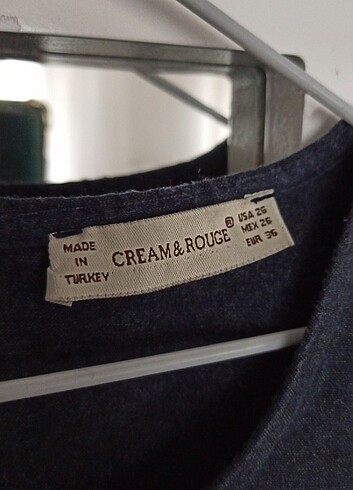 MADE
IN
TURKEY
CREAM & ROUGE ®
USA 26
MEX 26
EUR 36